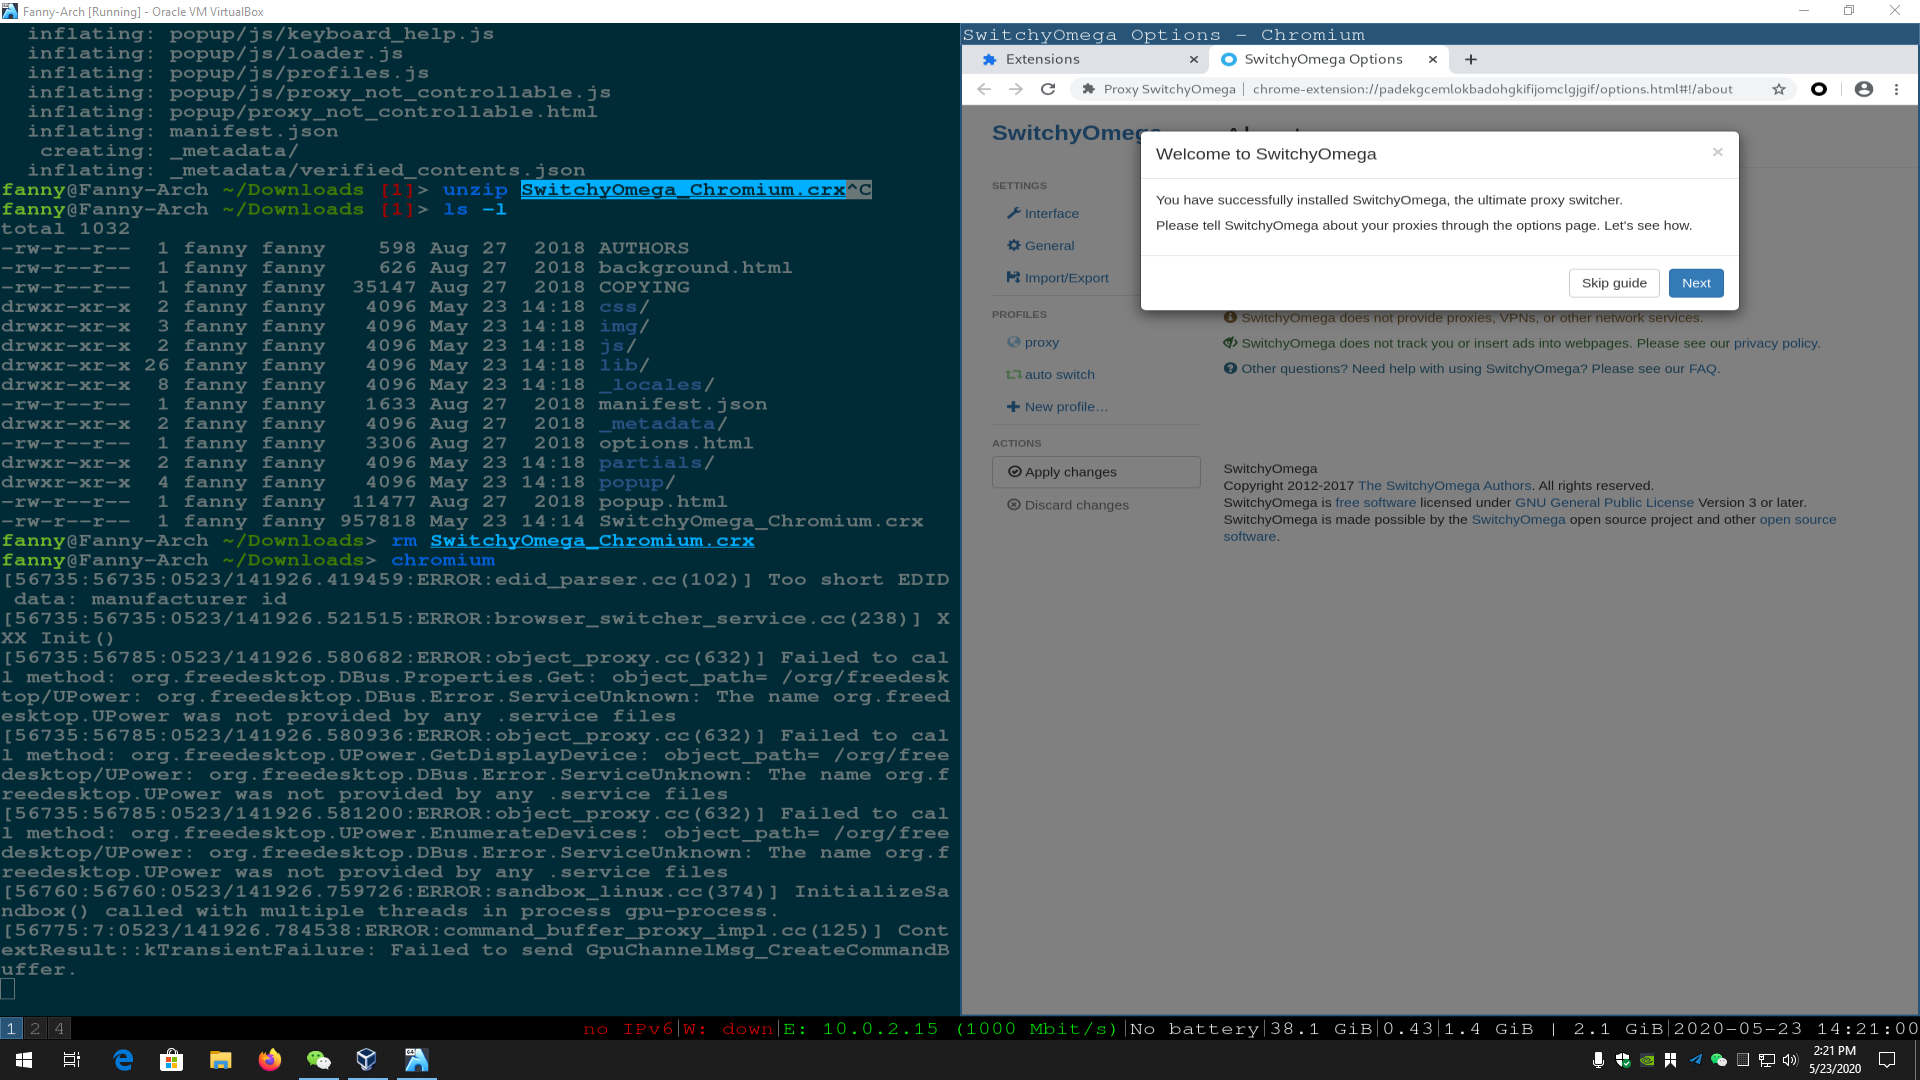 Fanny-Arch [Running] - Oracle VM VirtualBox
inflating: popup/js/keyboard_help.js
inflating: popup/js/loader.js
inflating: popup/js/profiles.js
inflating: popup/js/proxy_not_controllable.js
inflating: popup/proxy_not_controllable.html
inflating: manifest.json
creating: _metadata/
inflating: _metadata/verified_contents.json
fanny@Fanny-Arch ~/Downloads [1]> unzip SwitchyOmega_Chromium.crx^C
fanny@Fanny-Arch ~/Downloads [1]> ls -l
total 1032
-rw-r--r-- 1 fanny fanny 598 Aug 27 2018 AUTHORS
-rw-r--r-- 1 fanny fanny 626 Aug 27 2018 background.html
-rw-r--r-- 1 fanny fanny 35147 Aug 27 2018 COPYING
drwxr-xr-x 2 fanny fanny 4096 May 23 14:18 css/
drwxr-xr-x 3 fanny fanny 4096 May 23 14:18 img/
drwxr-xr-x 2 fanny fanny 4096 May 23 14:18 js/
drwxr-xr-x 26 fanny fanny 4096 May 23 14:18 lib/
drwxr-xr-x 8 fanny fanny 4096 May 23 14:18 _locales/
-rw-r--r-- 1 fanny fanny 1633 Aug 27 2018 manifest.json
drwxr-xr-x 2 fanny fanny 4096 May 23 14:18 _metadata/
-rw-r--r-- 1 fanny fanny 3306 Aug 27 2018 options.html
drwxr-xr-x 2 fanny fanny 4096 May 23 14:18 partials/
drwxr-xr-x 4 fanny fanny 4096 May 23 14:18 popup/
-rw-r--r-- 1 fanny fanny 11477 Aug 27 2018 popup.html
-rw-r--r-- 1 fanny fanny 957818 May 23 14:14 SwitchyOmega_Chromium.crx
fanny@Fanny-Arch ~/Downloads> rm SwitchyOmega_Chromium.crx
fanny@Fanny-Arch ~/Downloads> chromium
[56735:56735:0523/141926.419459:ERROR:edid_parser.cc(102)] Too short EDID
data: manufacturer id
[56735:56735:0523/141926.521515:ERROR:browser_switcher_service.cc(238)] X
XX Init()
[56735:56785:0523/141926.580682:ERROR:object_proxy.cc(632)] Failed to cal
l method: org.freedesktop.DBus.Properties.Get: object_path= /org/freedesk
top/UPower: org.freedesktop.DBus.Error.ServiceUnknown: The name org.freed
esktop.UPower was not provided by any .service files
[56735:56785:0523/141926.580936:ERROR:object_proxy.cc(632)] Failed to cal
l method: org.freedesktop.UPower.GetDisplayDevice: object_path= /org/free
desktop/UPower: org.freedesktop.DBus.Error.ServiceUnknown: The name org.f
reedesktop.UPower was not provided by any .service files
[56735:56785:0523/141926.581200:ERROR:object_proxy.cc(632)] Failed to cal
l method: org.freedesktop.UPower.EnumerateDevices: object_path= /org/free
desktop/UPower: org.freedesktop.DBus.Error.ServiceUnknown: The name org.f
reedesktop.UPower was not provided by any .service files
[56760:56760:0523/141926.759726:ERROR:sandbox_linux.cc(374)] InitializeSa
ndbox() called with multiple threads in process gpu-process.
[56775:7:0523/141926.784538:ERROR:command_buffer_proxy_impl.cc(125)] Cont
extResult::kTransientFailure: Failed to send GpuChannelMsg_CreateCommandB
uffer.
SwitchyOmega Options - Chromium
Extensions
SwitchyOmega Options
Proxy SwitchyOmega | chrome-extension://padekgcemlokbadohgkifijomclgjgif/options.html#!/about
SwitchyOmega
SETTINGS
Interface
General
Import/Export
PROFILES
proxy
auto switch
New profile…
ACTIONS
Apply changes
Discard changes
Welcome to SwitchyOmega
×
You have successfully installed SwitchyOmega, the ultimate proxy switcher.
Please tell SwitchyOmega about your proxies through the options page. Let's see how.
Skip guide
Next
SwitchyOmega does not provide proxies, VPNs, or other network services.
SwitchyOmega does not track you or insert ads into webpages. Please see our privacy policy.
Other questions? Need help with using SwitchyOmega? Please see our FAQ.
SwitchyOmega
Copyright 2012-2017 The SwitchyOmega Authors. All rights reserved.
SwitchyOmega is free software licensed under GNU General Public License Version 3 or later.
SwitchyOmega is made possible by the SwitchyOmega open source project and other open source
software.
1 2 4
no IPv6|W: down|E: 10.0.2.15 (1000 Mbit/s)|No battery|38.1 GiB|0.43|1.4 GiB | 2.1 GiB|2020-05-23 14:21:00
2:21 PM
5/23/2020